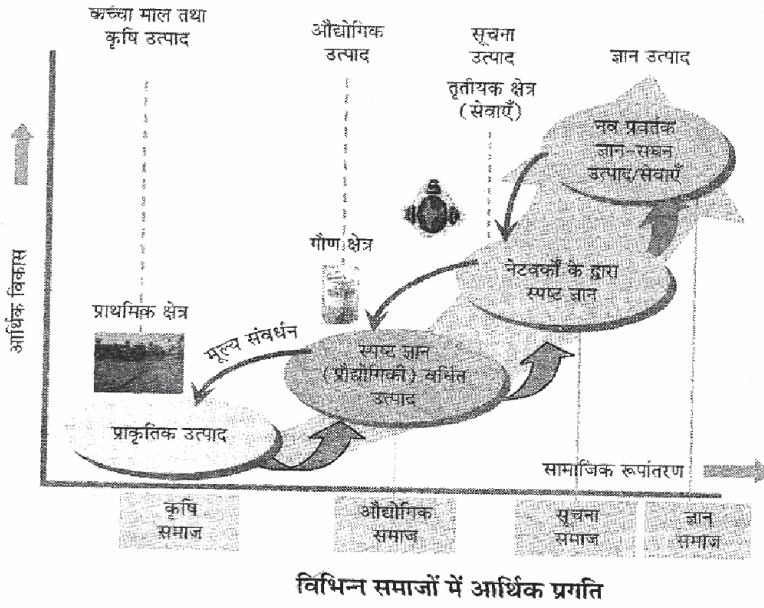 कच्चा माल तथा
कृषि उत्पाद
औद्योगिक
उत्पाद
सूचना
उत्पाद
तृतीयक क्षेत्र
(सेवाएँ)
ज्ञान उत्पाद
नव प्रवर्तक
ज्ञान-सघन
उत्पाद/सेवाएँ
गौण क्षेत्र
नेटवर्कों के द्वारा
स्पष्ट ज्ञान
प्राथमिक क्षेत्र
मूल्य संवर्धन
स्पष्ट ज्ञान
(प्रौद्योगिकी) वर्धित
उत्पाद
प्राकृतिक उत्पाद
आर्थिक विकास
सामाजिक रूपांतरण
कृषि
समाज
औद्योगिक
समाज
सूचना
समाज
ज्ञान
समाज
विभिन्न समाजों में आर्थिक प्रगति